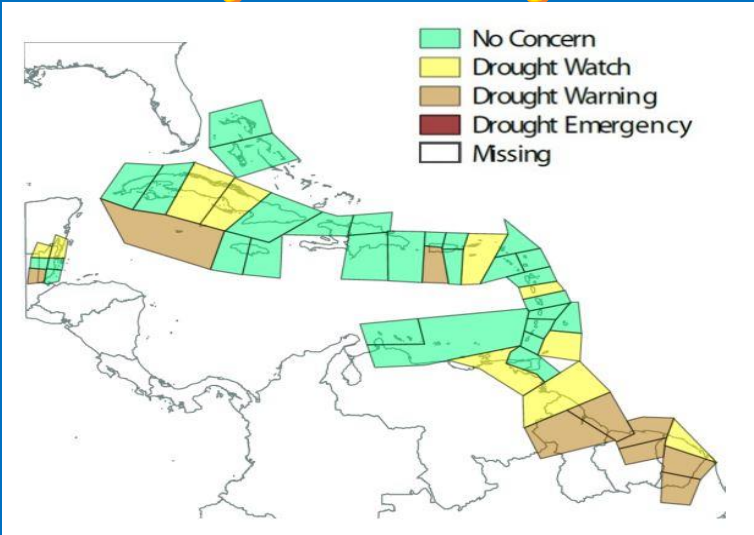 No Concern
Drought Watch
Drought Warning
Drought Emergency
Missing